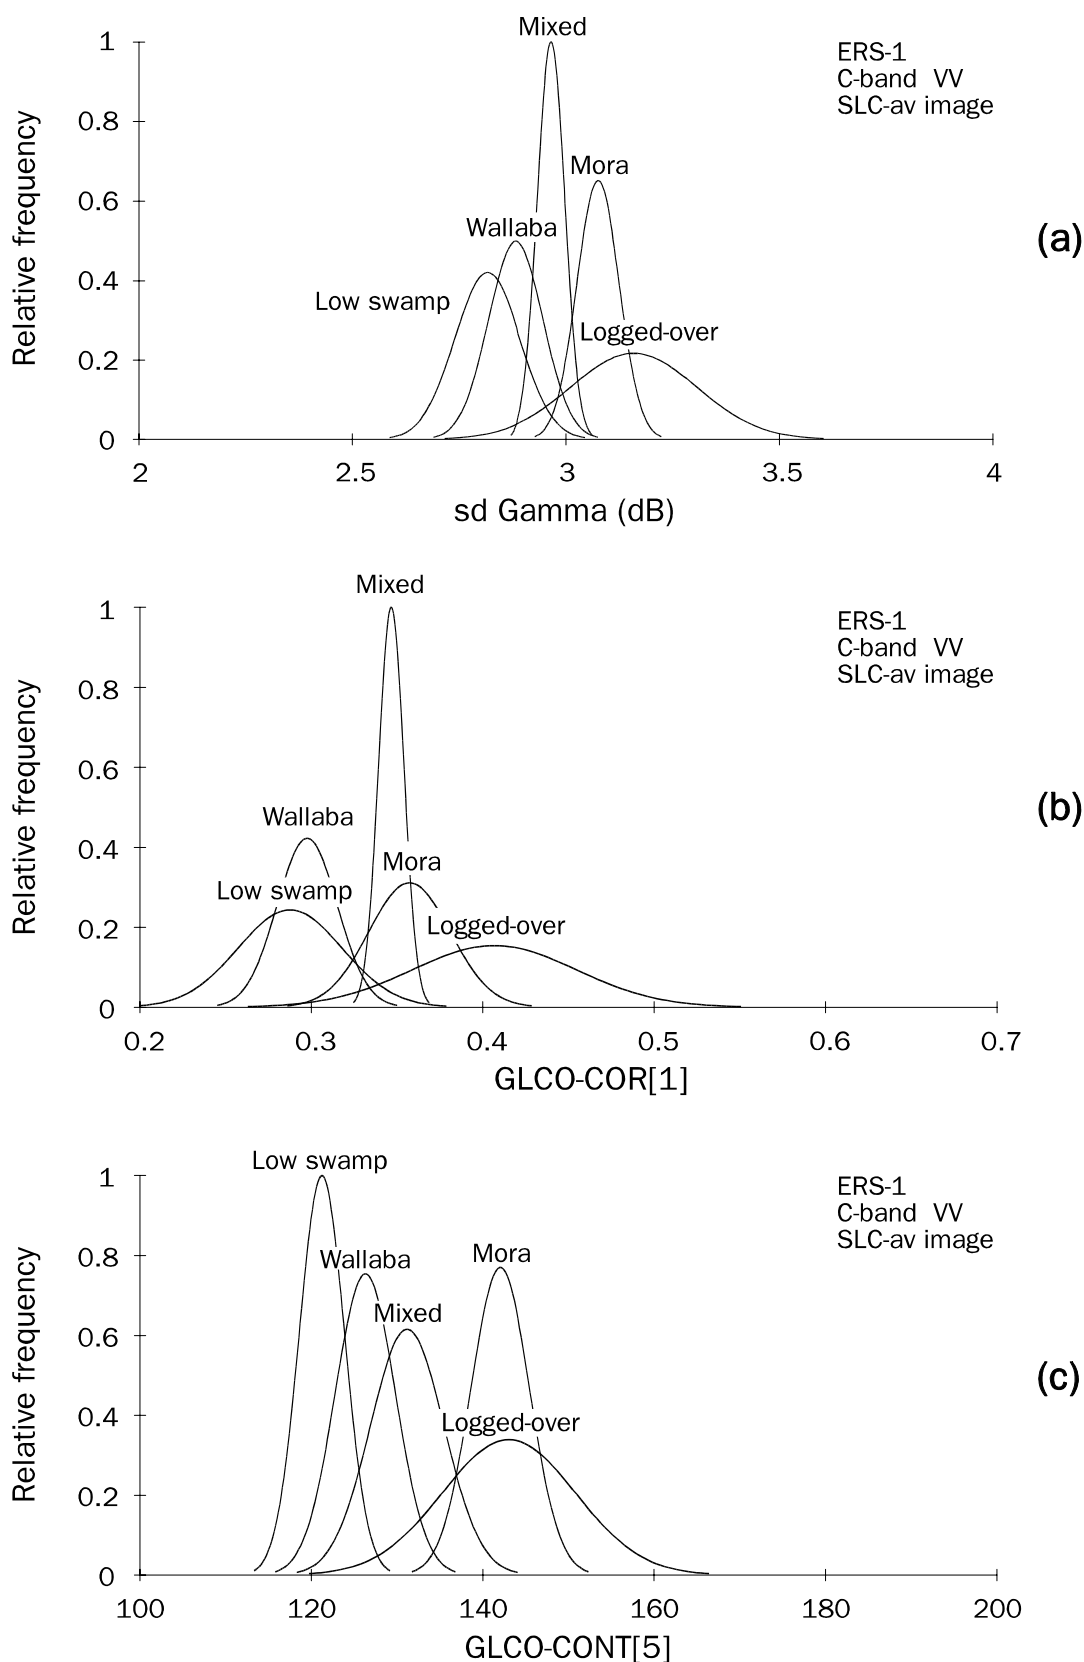 Mixed
1
ERS-1
C-band VV
SLC-av image
0.8
Mora
0.6
Wallaba
(a)
Relative frequency
0.4
Low swamp
Logged-over
0.2
0
2
2.5
3
3.5
4
sd Gamma (dB)
Mixed
1
ERS-1
C-band VV
SLC-av image
0.8
0.6
Wallaba
(b)
Relative frequency
0.4
Mora
Low swamp
Logged-over
0.2
0
0.2
0.3
0.4
0.5
0.6
0.7
GLCO-COR[1]
Low swamp
1
ERS-1
C-band VV
SLC-av image
0.8
Wallaba
Mora
Mixed
0.6
(c)
Relative frequency
0.4
Logged-over
0.2
0
100
120
140
160
180
200
GLCO-CONT[5]